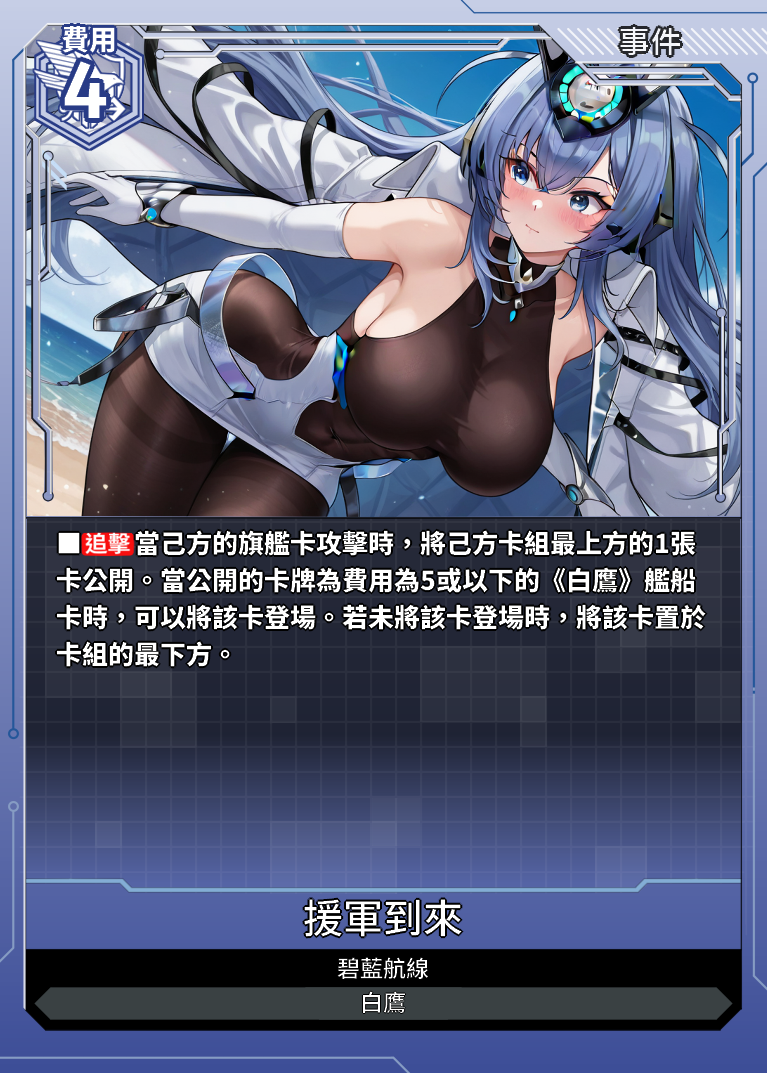 費用
4
事件
■追擊當己方的旗艦卡攻擊時，將己方卡組最上方的1張
卡公開。當公開的卡牌為費用為5或以下的《白鷹》艦船
卡時，可以將該卡登場。若未將該卡登場時，將該卡置於
卡組的最下方。
援軍到來
碧藍航線
白鷹